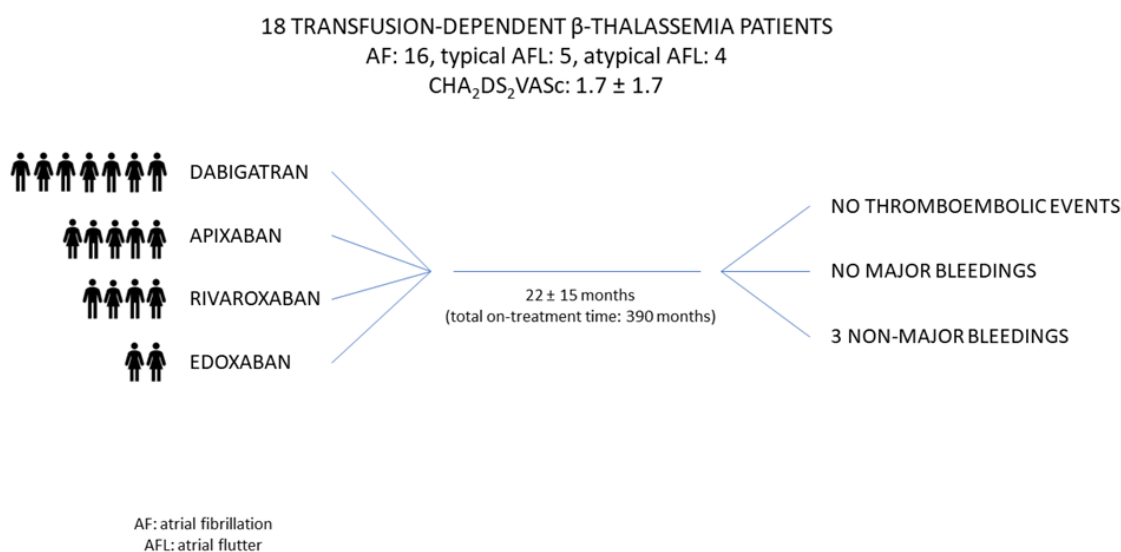 18 TRANSFUSION-DEPENDENT β-THALASSEMIA PATIENTS
AF: 16, typical AFL: 5, atypical AFL: 4
CHA₂DS₂VASc: 1.7 ± 1.7
DABIGATRAN
APIXABAN
RIVAROXABAN
EDOXABAN
22 ± 15 months
(total on-treatment time: 390 months)
NO THROMBOEMBOLIC EVENTS
NO MAJOR BLEEDINGS
3 NON-MAJOR BLEEDINGS
AF: atrial fibrillation
AFL: atrial flutter